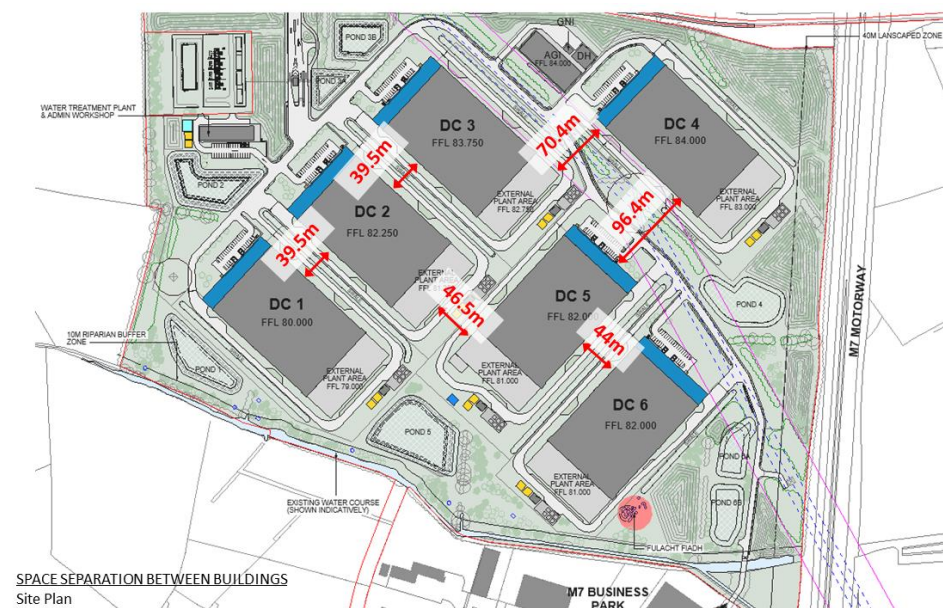 GNI
40M LANSCAPED ZONE
POND 3B
AGI
DH
FFL 84.000
POND 3A
WATER TREATMENT PLANT
& ADMIN WORKSHOP
DC 3
FFL 83.750
DC 4
FFL 84.000
70.4m
39.5m
POND 2
EXTERNAL
PLANT AREA
FFL 82.750
EXTERNAL
PLANT AREA
FFL 83.000
DC 2
FFL 82.250
96.4m
39.5m
EXTERNAL
PLANT AREA
DC 1
FFL 80.000
46.5m
DC 5
FFL 82.000
POND 4
M7 MOTORWAY
10M RIPARIAN BUFFER
ZONE
44m
POND 1
EXTERNAL
PLANT AREA
FFL 79.000
EXTERNAL
PLANT AREA
FFL 81.000
DC 6
FFL 82.000
POND 5
POND 6A
EXTERNAL
PLANT AREA
FFL 81.000
POND 6B
EXISTING WATER COURSE
(SHOWN INDICATIVELY)
FULACHT FIADH
SPACE SEPARATION BETWEEN BUILDINGS
Site Plan
M7 BUSINESS
PARK